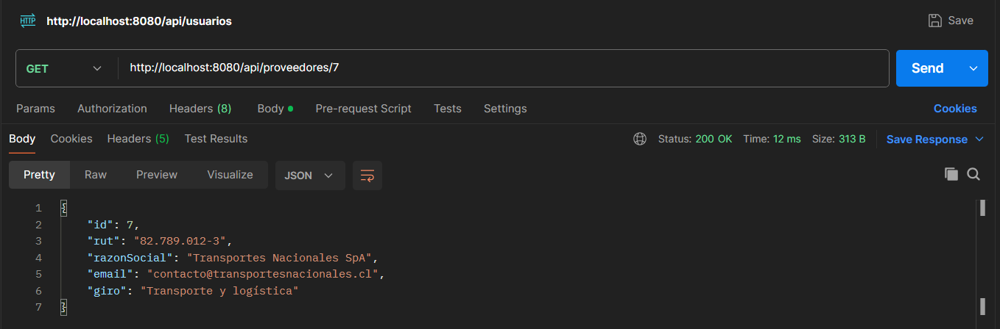 HTTP http://localhost:8080/api/usuarios Save
GET http://localhost:8080/api/proveedores/7 Send
Params Authorization Headers (8) Body Pre-request Script Tests Settings Cookies
Body Cookies Headers (5) Test Results Status: 200 OK Time: 12 ms Size: 313 B Save Response
Pretty Raw Preview Visualize JSON
1 {
2 "id": 7,
3 "rut": "82.789.012-3",
4 "razonSocial": "Transportes Nacionales SpA",
5 "email": "contacto@transportesnacionales.cl",
6 "giro": "Transporte y logística"
7 }